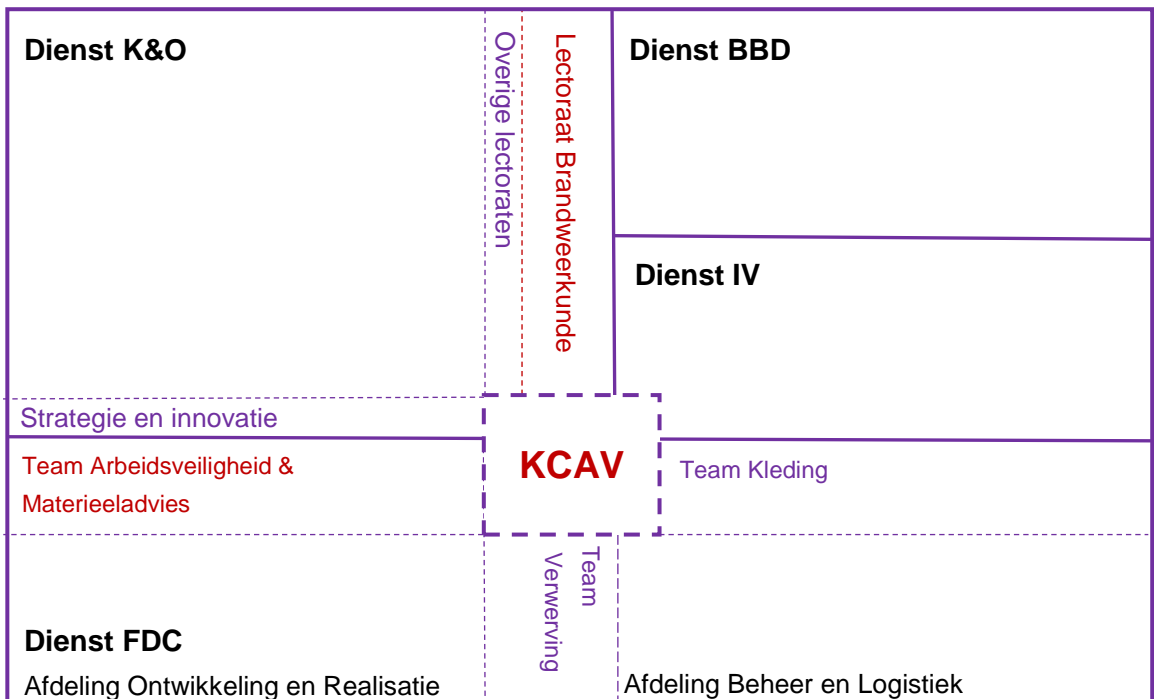 Dienst K&O
Overige lectoraten
Lectoraat Brandweerkunde
Dienst BBD
Dienst IV
Strategie en innovatie
Team Arbeidsveiligheid &
Materieeladvies
KCAV
Team Kleding
Team
Verwerving
Dienst FDC
Afdeling Ontwikkeling en Realisatie
Afdeling Beheer en Logistiek